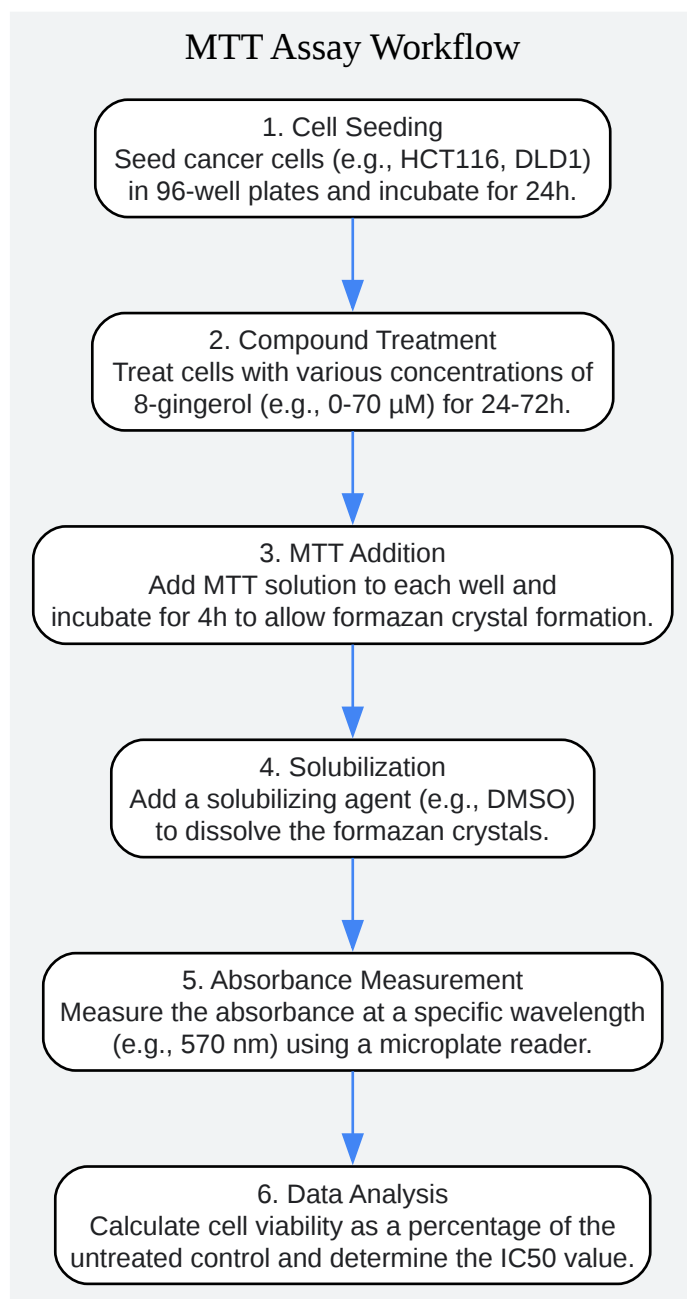 MTT Assay Workflow
1. Cell Seeding
Seed cancer cells (e.g., HCT116, DLD1)
in 96-well plates and incubate for 24h.
2. Compound Treatment
Treat cells with various concentrations of
8-gingerol (e.g., 0-70 µM) for 24-72h.
3. MTT Addition
Add MTT solution to each well and
incubate for 4h to allow formazan crystal formation.
4. Solubilization
Add a solubilizing agent (e.g., DMSO)
to dissolve the formazan crystals.
5. Absorbance Measurement
Measure the absorbance at a specific wavelength
(e.g., 570 nm) using a microplate reader.
6. Data Analysis
Calculate cell viability as a percentage of the
untreated control and determine the IC50 value.